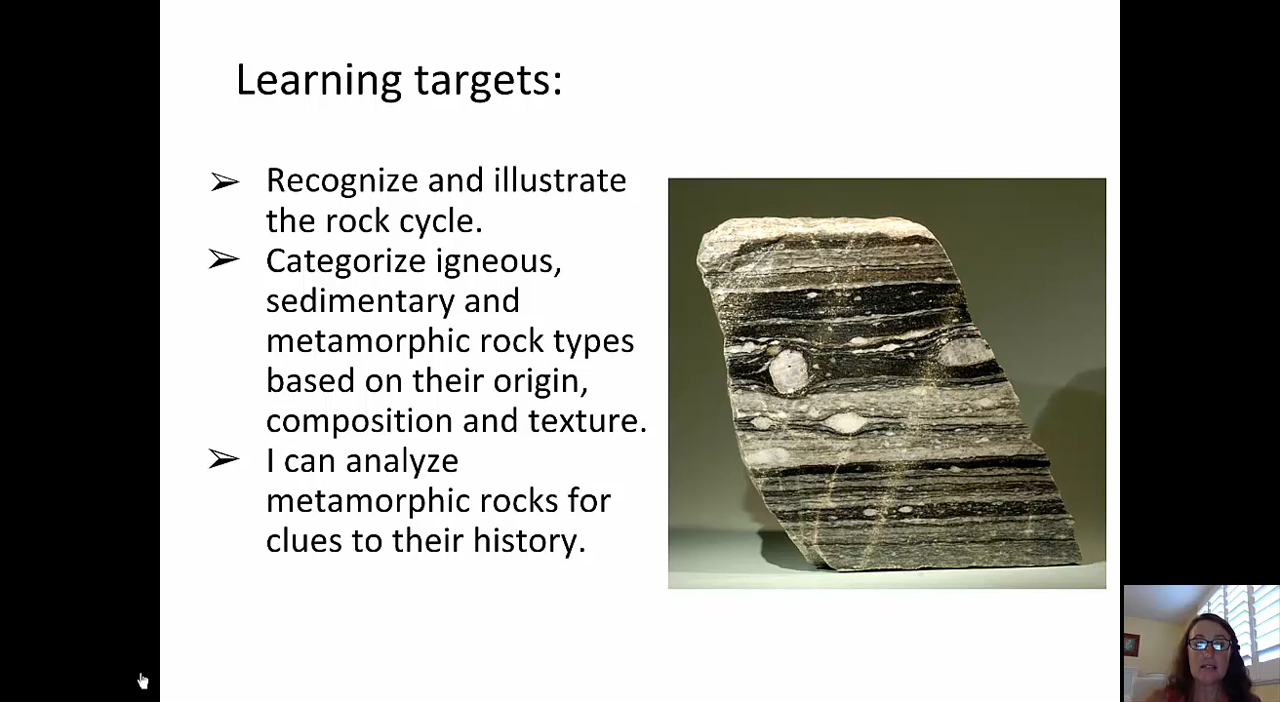 Learning targets:
➢ Recognize and illustrate
the rock cycle.
➢ Categorize igneous,
sedimentary and
metamorphic rock types
based on their origin,
composition and texture.
➢ I can analyze
metamorphic rocks for
clues to their history.